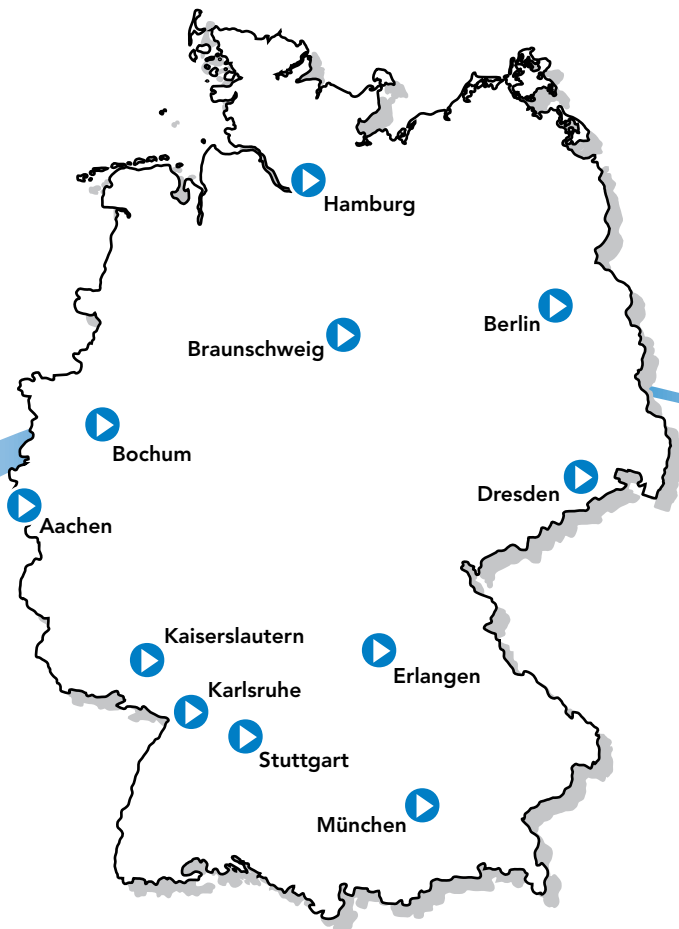 Hamburg
Berlin
Braunschweig
Bochum
Dresden
Aachen
Kaiserslautern
Erlangen
Karlsruhe
Stuttgart
München